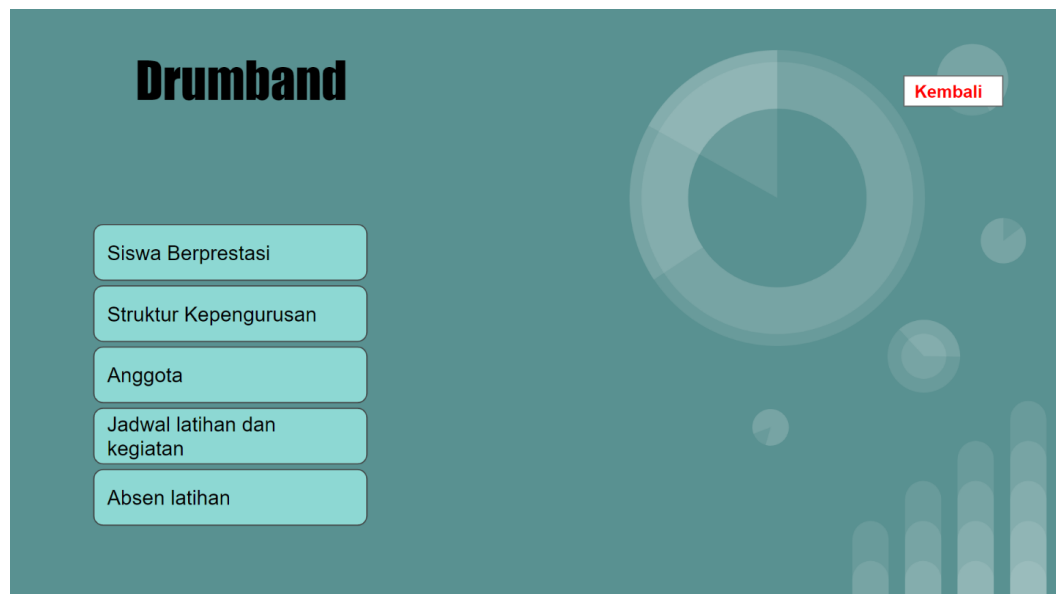 Drumband
Kembali
Siswa Berprestasi
Struktur Kepengurusan
Anggota
Jadwal latihan dan
kegiatan
Absen latihan